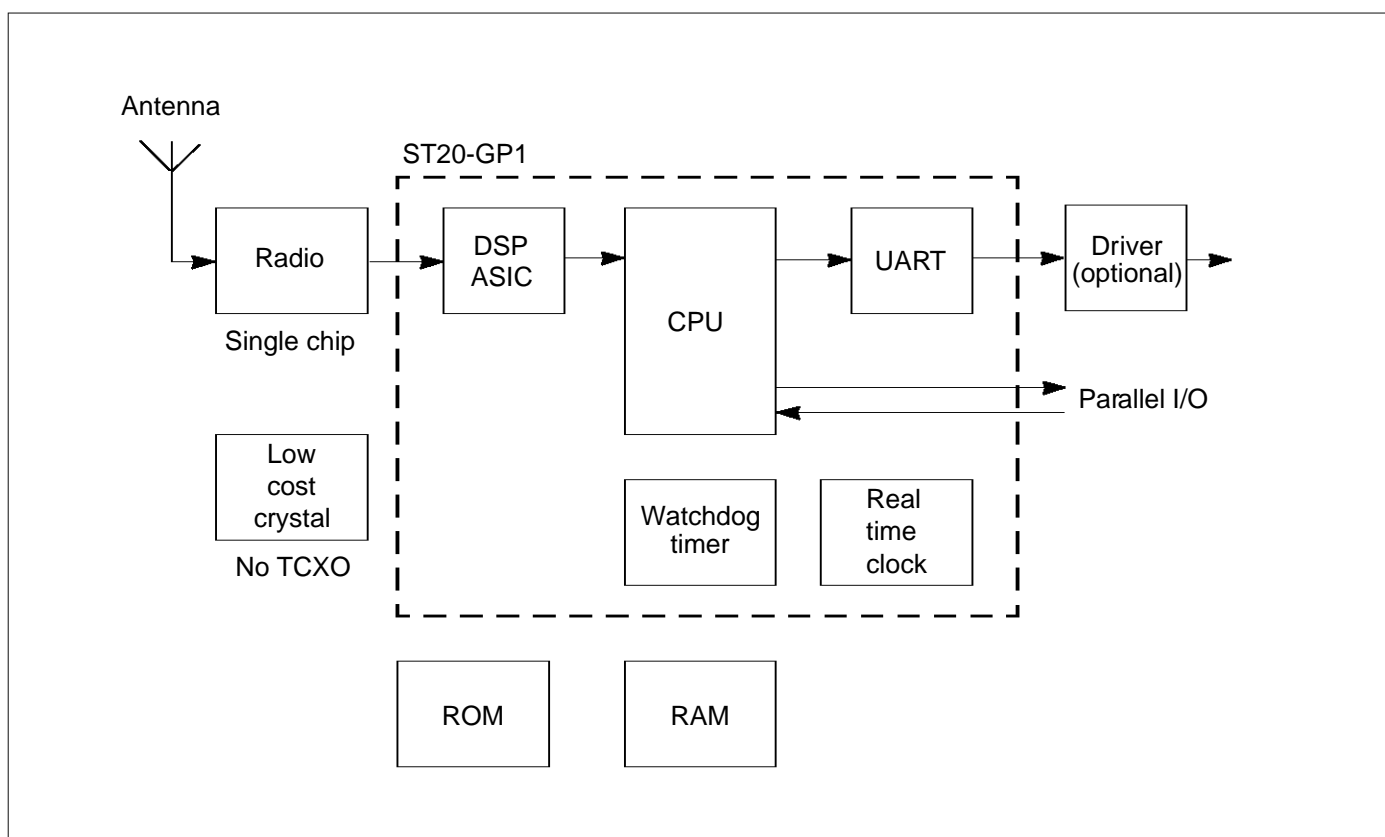 Antenna
ST20-GP1
Radio
DSP
ASIC
CPU
UART
Driver
(optional)
Single chip
Parallel I/O
Low
cost
crystal
No TCXO
Watchdog
timer
Real
time
clock
ROM
RAM